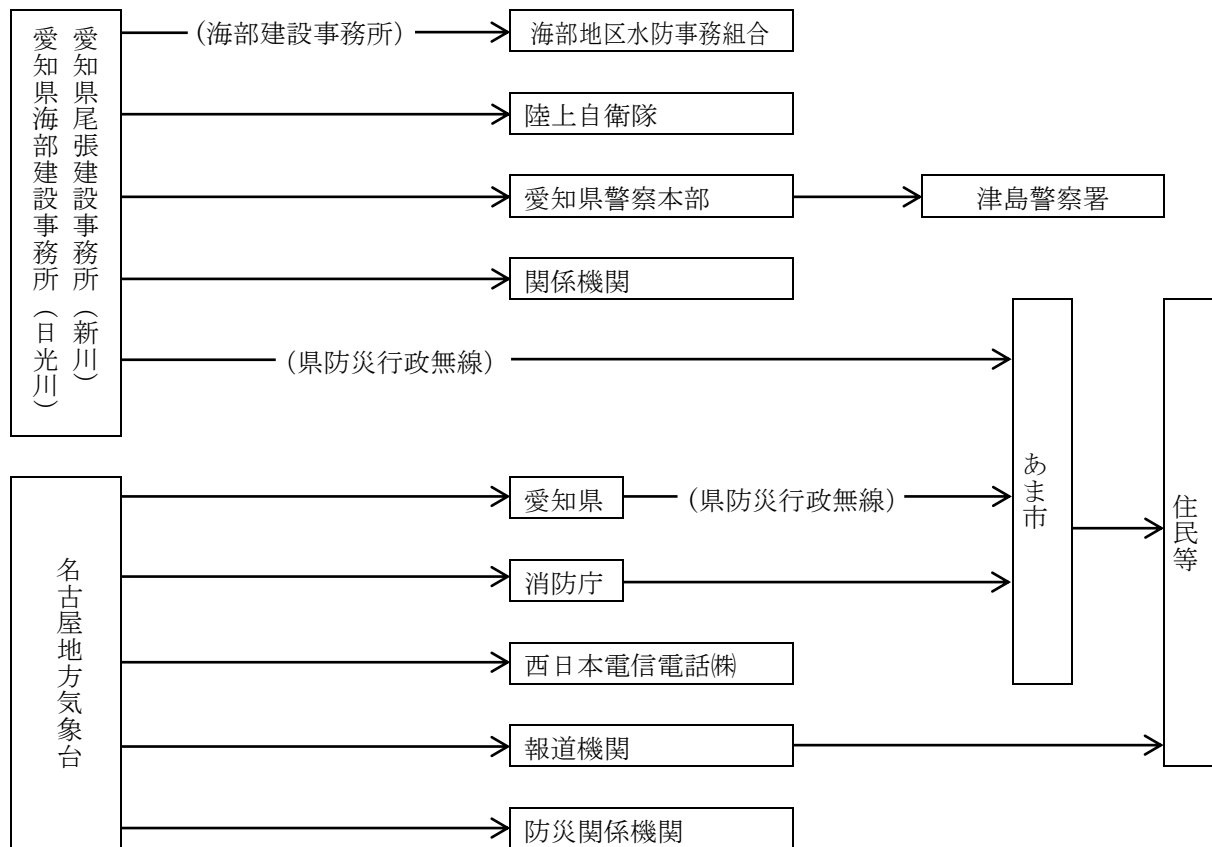 愛知県尾張建設事務所（新川）
愛知県海部建設事務所（日光川）
（海部建設事務所）
海部地区水防事務組合
陸上自衛隊
愛知県警察本部
津島警察署
関係機関
（県防災行政無線）
あま市
住民等
名古屋地方気象台
愛知県
（県防災行政無線）
消防庁
西日本電信電話㈱
報道機関
防災関係機関